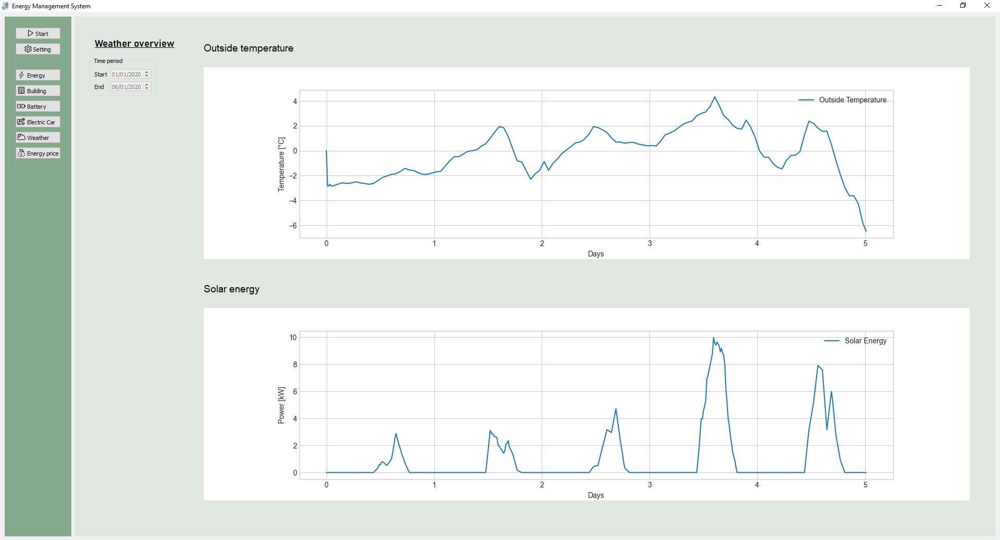 Energy Management System
Start
Setting
Energy
Building
Battery
Electric Car
Weather
Energy price
Weather overview
Time period
Start 01/01/2020
End 06/01/2020
Outside temperature
Outside Temperature
Temperature [°C]
4
2
0
−2
−4
−6
0 1 2 3 4 5
Days
Solar energy
Solar Energy
Power [kW]
10
8
6
4
2
0
0 1 2 3 4 5
Days